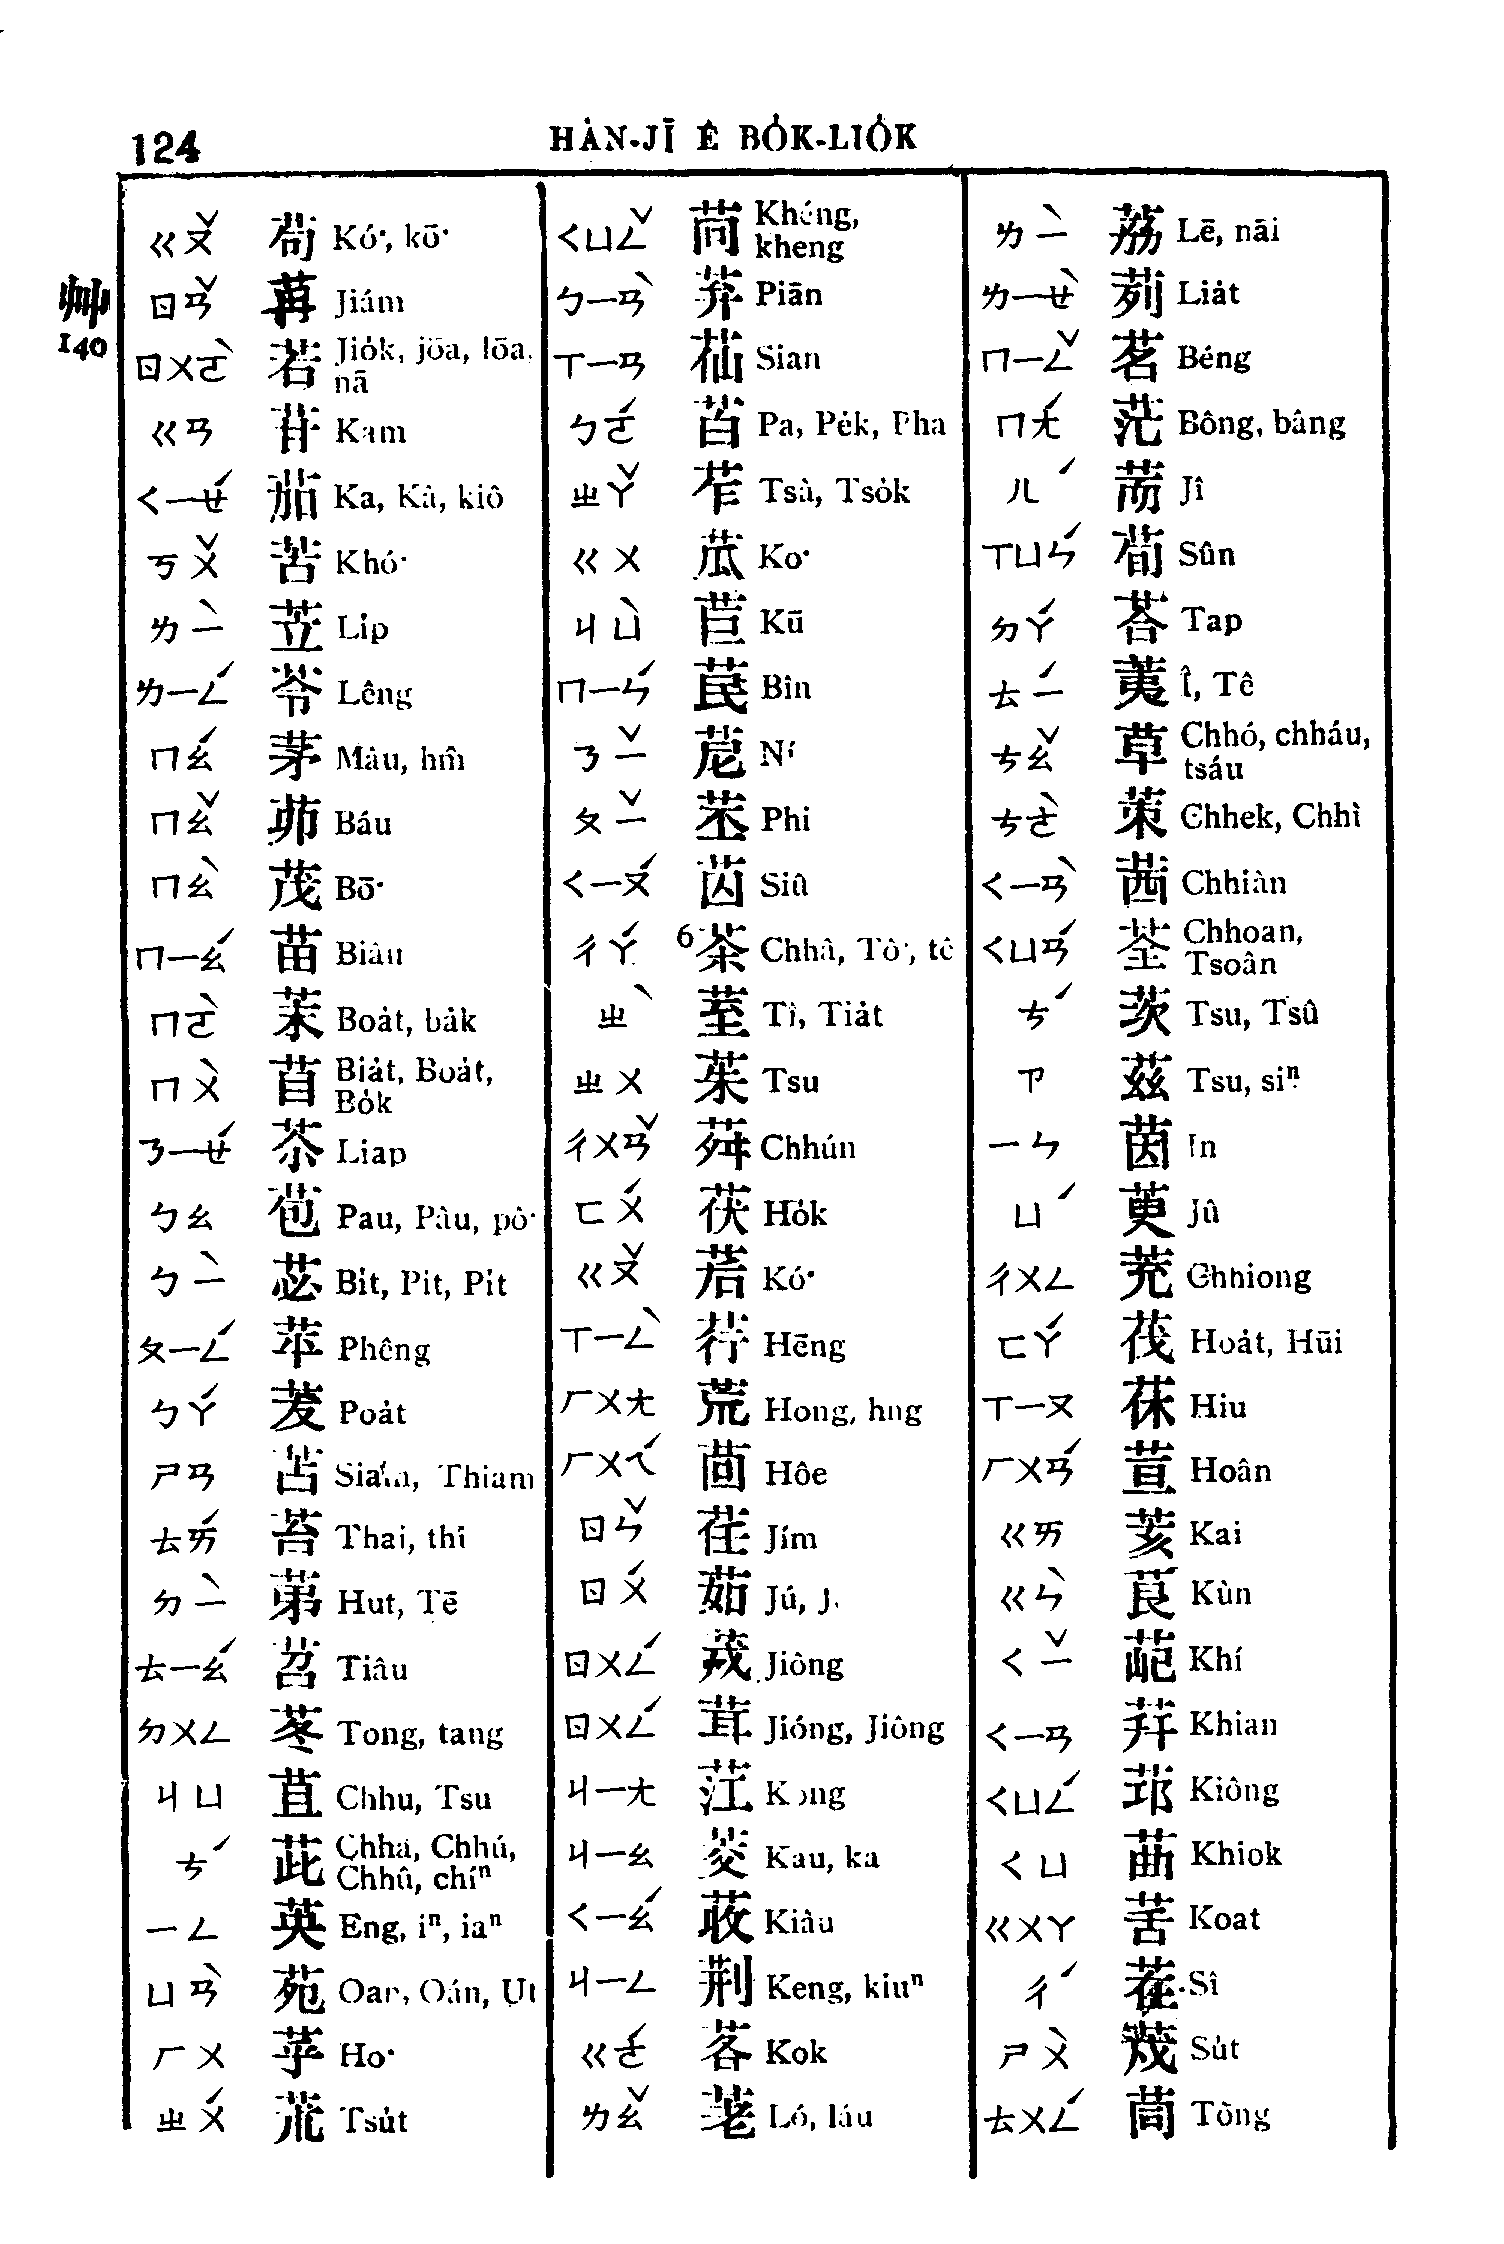 124
HÀN-JĪ Ê BO̍K-LIO̍K
艸
140
ㄍㄡˇ 茍 Kó͘, kō͘
ㄖㄢˇ 苒 Jiám
ㄖㄨㄛˋ 若 Jio̍k, jōa, lōa,
nā
ㄍㄢ 苷 Kam
ㄑㄧㄝˊ 茄 Ka, Kâ, kiô
ㄎㄨˇ 苦 Khó͘
ㄌㄧˋ 苙 Li̍p
ㄌㄧㄥˊ 苓 Lêng
ㄇㄠˊ 茅 Mâu, hm̂
ㄇㄠˇ 茆 Báu
ㄇㄠˋ 茂 Bō͘
ㄇㄧㄠˊ 苗 Biâu
ㄇㄛˋ 茉 Boa̍t, ba̍k
ㄇㄨˋ 苜 Bia̍t, Boa̍t,
Bo̍k
ㄋㄧㄝˊ 苶 Liap
ㄅㄠ 苞 Pau, Pâu, pô͘
ㄅㄧˋ 苾 Bi̍t, Pit, Pi̍t
ㄆㄧㄥˊ 苹 Phêng
ㄅㄚˊ 茇 Poa̍t
ㄕㄢ 苫 Siam, Thiam
ㄊㄞˊ 苔 Thai, thî
ㄉㄧˋ 苐 Hut, Tē
ㄊㄧㄠˊ 苕 Tiâu
ㄉㄨㄥ 苳 Tong, tang
ㄐㄩ 苴 Chhu, Tsu
ㄘˊ 茈 Chhâ, Chhú,
Chhû, chíⁿ
ㄧㄥ 英 Eng, iⁿ, iaⁿ
ㄩㄢˋ 苑 Oan, Oán, Ut
ㄏㄨ 苸 Ho͘
ㄓㄨˊ 茿 Tsu̍t
ㄑㄩㄥˇ 苘 Khéng,
kheng
ㄅㄧㄢˋ 莽 Piān
ㄒㄧㄢ 苮 Sian
ㄅㄛˊ 苩 Pa, Pe̍k, Pha
ㄓㄚˇ 苲 Tsà, Tso̍k
ㄍㄨ 苽 Ko͘
ㄐㄩˋ 苣 Kū
ㄇㄧㄣˊ 苠 Bîn
ㄋㄧˇ 苨 Ní
ㄆㄧˇ 苤 Phi
ㄑㄧㄡˊ 苬 Siû
ㄔㄚˊ 6 茶 Chhâ, Tô͘, tê
ㄓˋ 荎 Tì, Tia̍t
ㄓㄨ 茱 Tsu
ㄔㄨㄢˇ 荈 Chhún
ㄈㄨˊ 茯 Ho̍k
ㄍㄡˇ 茩 Kó͘
ㄒㄧㄥˋ 荇 Hēng
ㄏㄨㄤ 荒 Hong, hng
ㄏㄨㄟˊ 茴 Hôe
ㄖㄣˇ 荏 Jím
ㄖㄨˊ 茹 Jú, J
ㄖㄨㄥˊ 茙 Jiông
ㄖㄨㄥˊ 茸 Jióng, Jiông
ㄐㄧㄤ 茳 Kong
ㄐㄧㄠ 茭 Kau, ka
ㄑㄧㄠˊ 荍 Kiâu
ㄐㄧㄥ 荆 Keng, kiuⁿ
ㄍㄜˊ 茖 Kok
ㄌㄠˇ 荖 Ló, láu
ㄌㄧˋ 茘 Lē, nāi
ㄌㄧㄝˋ 茢 Lia̍t
ㄇㄧㄥˇ 茗 Béng
ㄇㄤˊ 茫 Bông, bâng
ㄦˊ 荋 Jî
ㄒㄩㄣˊ 荀 Sûn
ㄉㄚˊ 荅 Tap
ㄊㄧˊ 荑 Î, Tê
ㄘㄠˇ 草 Chhó, chháu,
tsáu
ㄘㄜˋ 茦 Chhek, Chhì
ㄑㄧㄢˋ 茜 Chhiàn
ㄑㄩㄢˊ 荃 Chhoan,
Tsoân
ㄘˊ 茨 Tsu, Tsû
ㄗ 茲 Tsu, siⁿ
ㄧㄣ 茵 In
ㄩˊ 萸 Jû
ㄔㄨㄥ 茺 Chhiong
ㄈㄚˊ 茷 Hoa̍t, Hūi
ㄒㄧㄡ 茠 Hiu
ㄏㄨㄢˊ 荁 Hoân
ㄍㄞ 荄 Kai
ㄍㄣˋ 茛 Kùn
ㄑㄧˇ 芑 Khí
ㄑㄧㄢ 茾 Khian
ㄑㄩㄥˊ 茚 Kiông
ㄑㄩ 苗 Khiok
ㄍㄨㄚ 苦 Koat
ㄔˊ 茬 Sî
ㄕㄨˋ 荗 Su̍t
ㄊㄨㄥˊ 茼 Tông